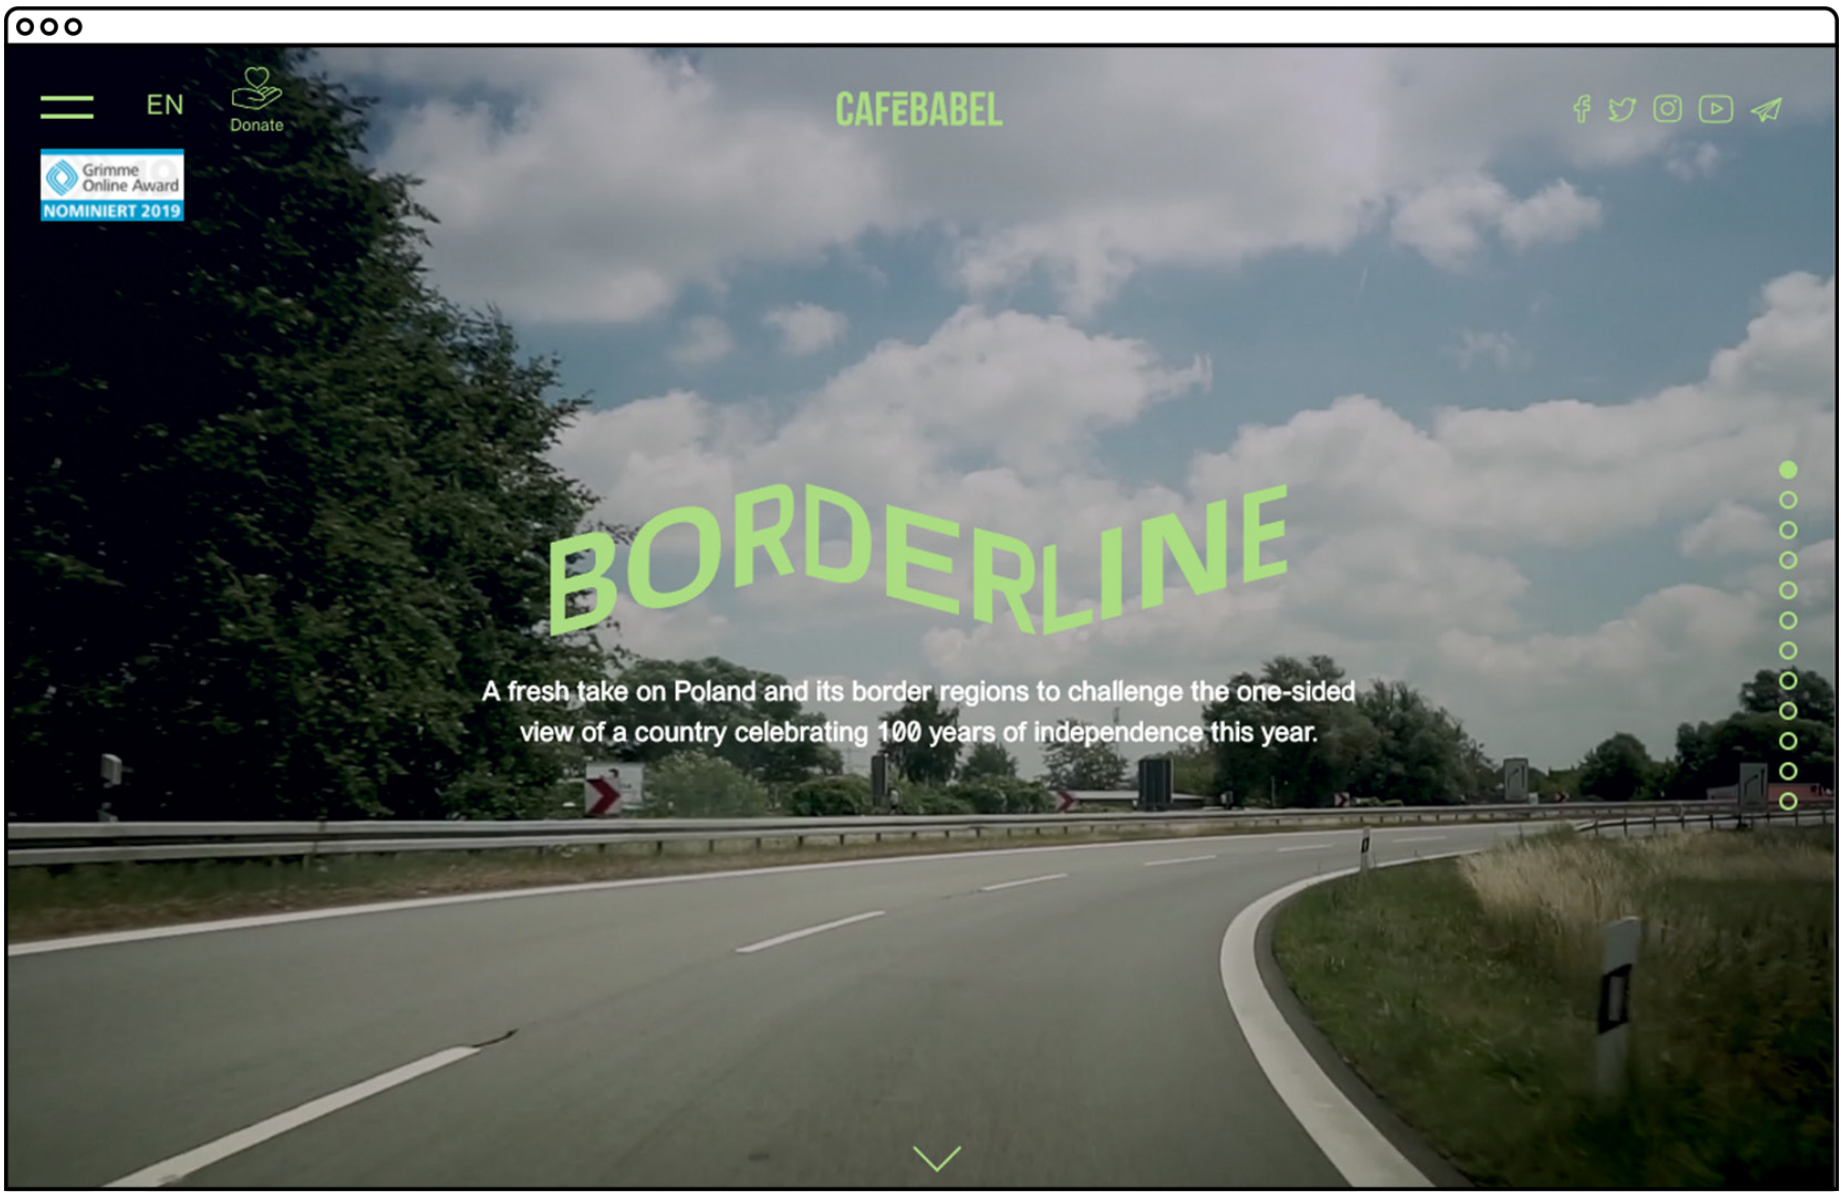 EN
Donate
CAFĒBABEL
Grimme
Online Award
NOMINIERT 2019
BORDERLINE
A fresh take on Poland and its border regions to challenge the one-sided
view of a country celebrating 100 years of independence this year.